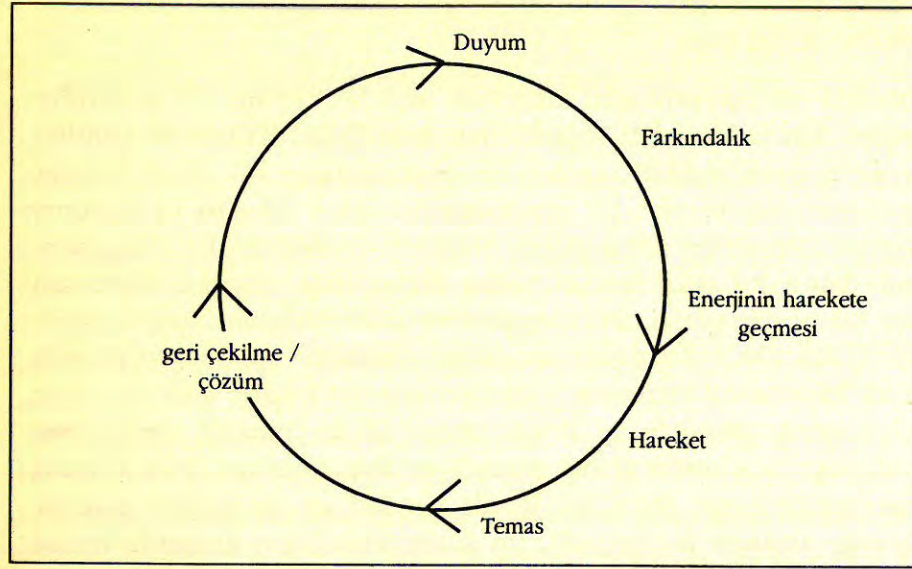 Duyum
Farkındalık
Enerjinin harekete
geçmesi
Hareket
Temas
geri çekilme /
çözüm